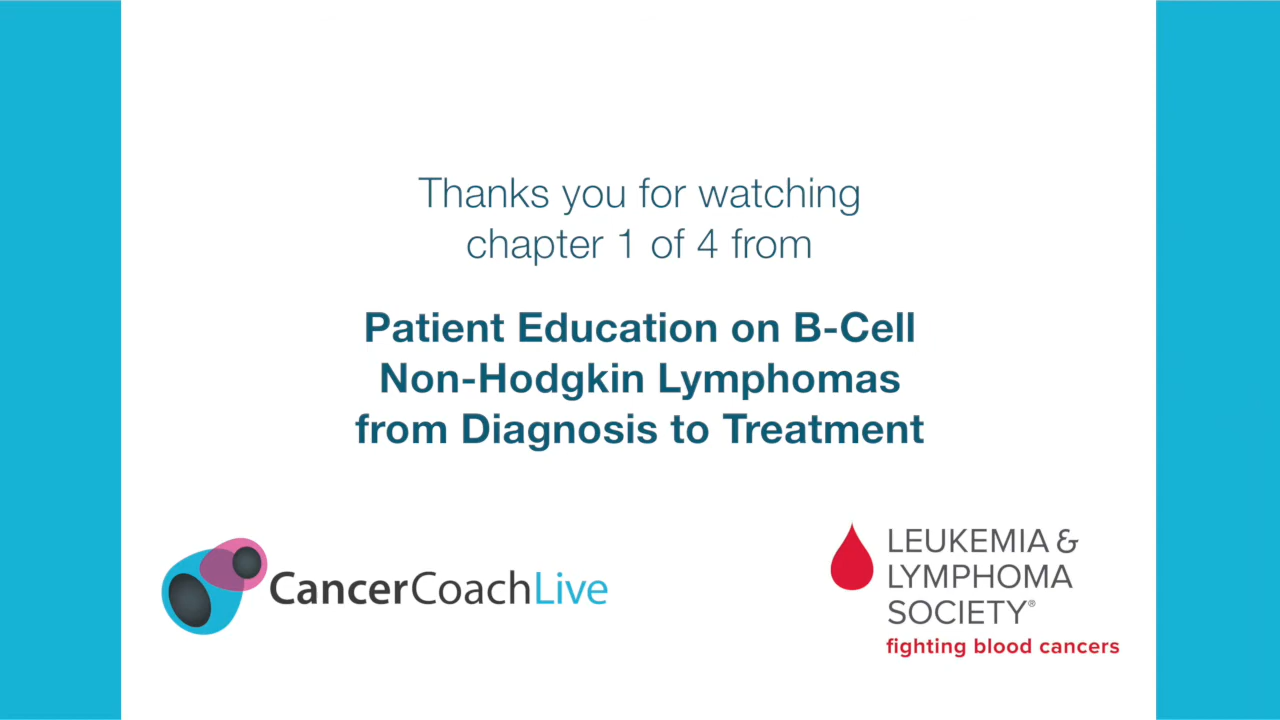 Thanks you for watching
chapter 1 of 4 from
Patient Education on B-Cell
Non-Hodgkin Lymphomas
from Diagnosis to Treatment
CancerCoachLive
LEUKEMIA &
LYMPHOMA
SOCIETY®
fighting blood cancers